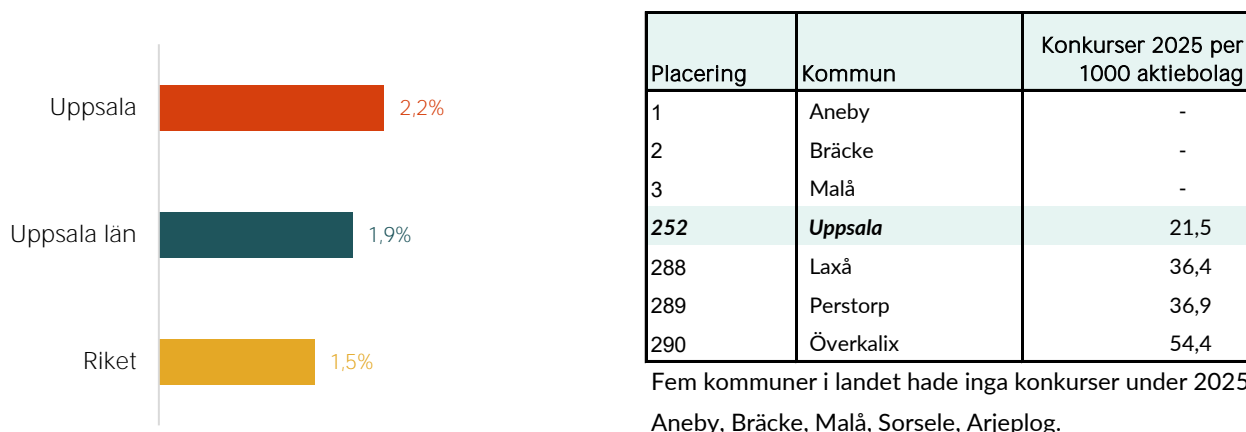 Uppsala 2,2%
Uppsala län 1,9%
Riket 1,5%
Placering Kommun Konkurser 2025 per 1000 aktiebolag
1 Aneby -
2 Bräcke -
3 Malå -
252 Uppsala 21,5
288 Laxå 36,4
289 Perstorp 36,9
290 Överkalix 54,4
Fem kommuner i landet hade inga konkurser under 2025
Aneby, Bräcke, Malå, Sorsele, Arjeplog.